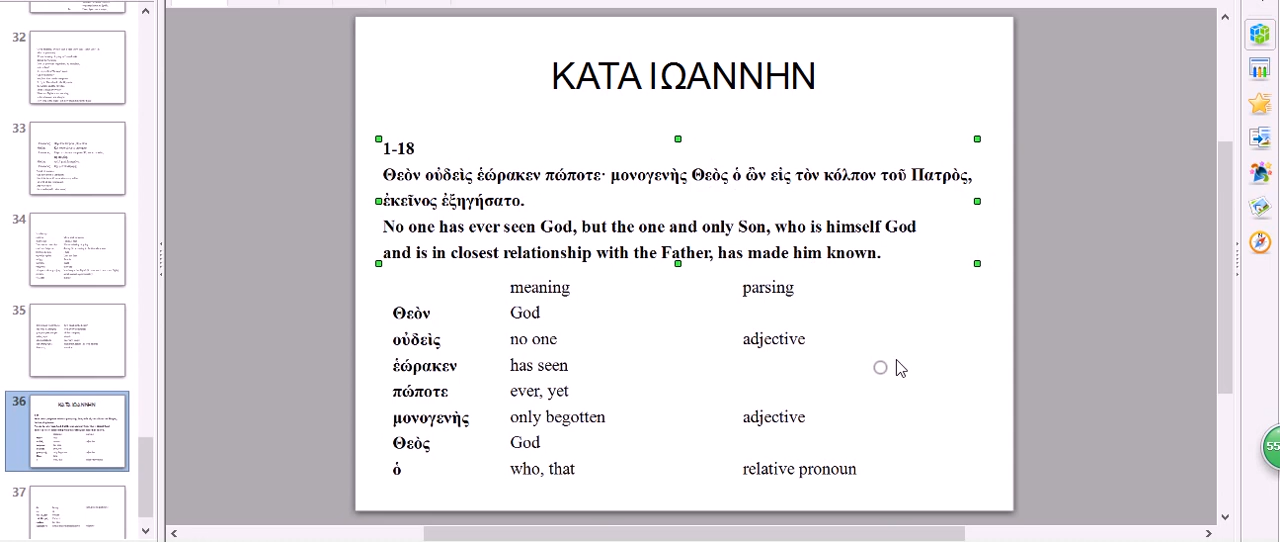 32
33
34
35
36
37
ΚΑΤΑ ΙΩΑΝΝΗΝ
1-18
Θεὸν οὐδεὶς ἑώρακεν πώποτε· μονογενὴς Θεὸς ὁ ὢν εἰς τὸν κόλπον τοῦ Πατρὸς,
ἐκεῖνος ἐξηγήσατο.
No one has ever seen God, but the one and only Son, who is himself God
and is in closest relationship with the Father, has made him known.
meaning parsing
Θεὸν God
οὐδεὶς no one adjective
ἑώρακεν has seen
πώποτε ever, yet
μονογενὴς only begotten adjective
Θεὸς God
ὁ who, that relative pronoun
55